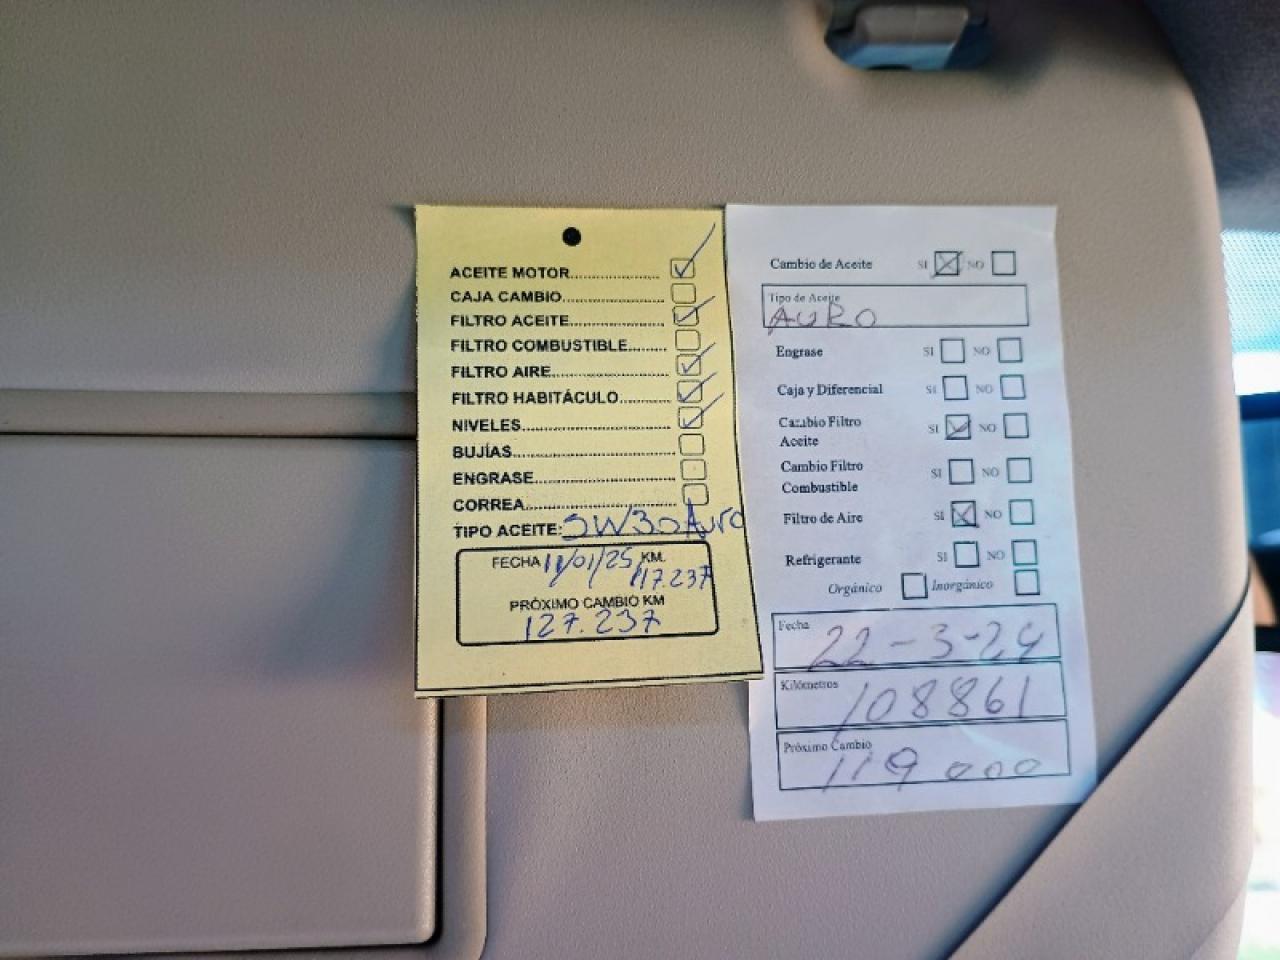 ACEITE MOTOR
CAJA CAMBIO
FILTRO ACEITE
FILTRO COMBUSTIBLE
FILTRO AIRE
FILTRO HABITÁCULO
NIVELES
BUJÍAS
ENGRASE
CORREA
TIPO ACEITE: 5W30 AURO
FECHA 11/01/25 KM. 117.237
PRÓXIMO CAMBIO KM
127.237
Cambio de Aceite SI NO
Tipo de Aceite
AURO
Engrase SI NO
Caja y Diferencial SI NO
Cambio Filtro SI NO
Aceite
Cambio Filtro SI NO
Combustible
Filtro de Aire SI NO
Refrigerante SI NO
Orgánico Inorgánico
Fecha
22-3-24
Kilómetros
108861
Próximo Cambio
119000